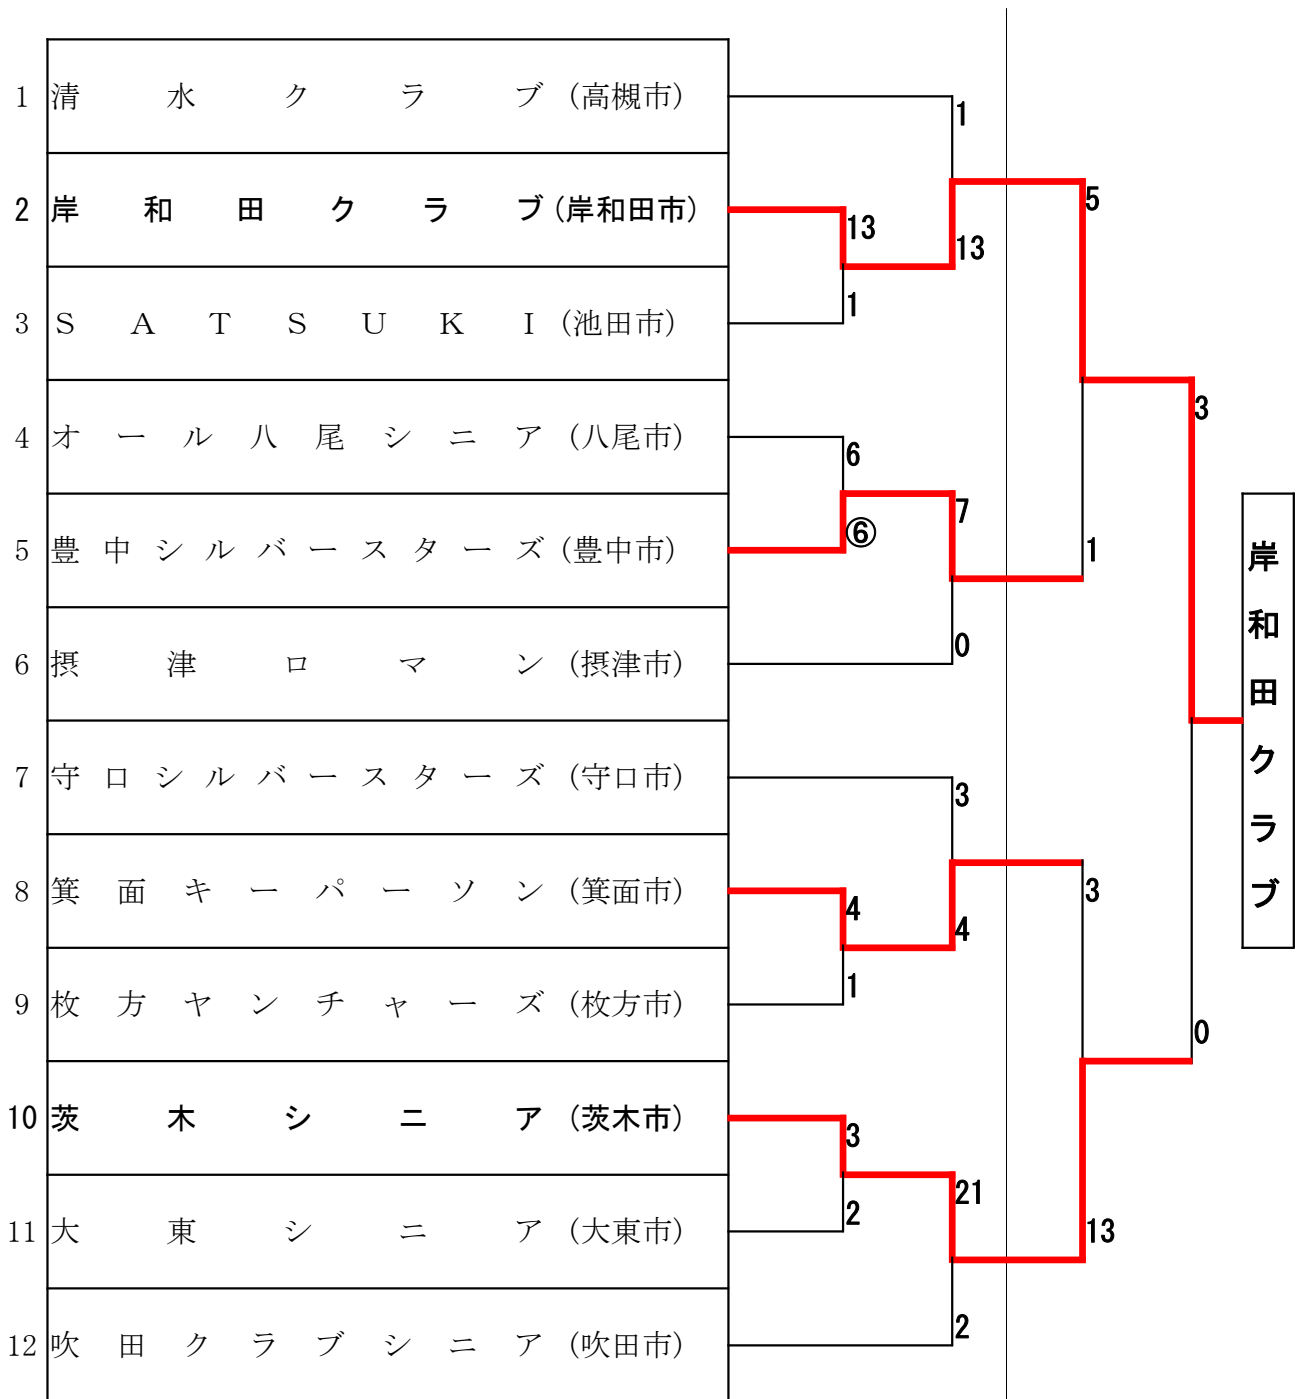 1 清水クラブ (高槻市)
2 岸和田クラブ (岸和田市)
3 SATSUKI (池田市)
4 オール八尾シニア (八尾市)
5 豊中シルバースターズ (豊中市)
6 摂津ロマン (摂津市)
7 守口シルバースターズ (守口市)
8 箕面キーパーソン (箕面市)
9 枚方ヤンチャーズ (枚方市)
10 茨木シニア (茨木市)
11 大東シニア (大東市)
12 吹田クラブシニア (吹田市)
13
1
6
⑥
4
1
3
2
1
13
7
0
3
4
21
2
5
1
3
13
3
0
岸和田クラブ